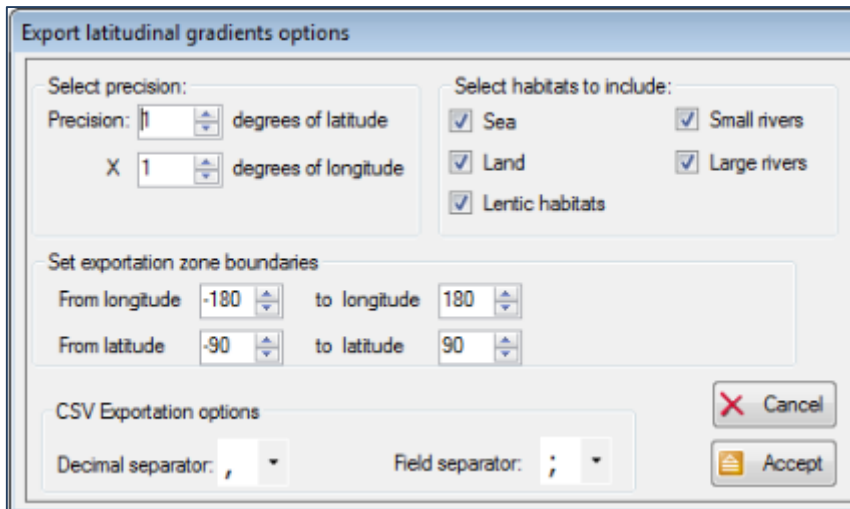 Export latitudinal gradients options
Select precision:
Precision: 1 degrees of latitude
X 1 degrees of longitude
Select habitats to include:
Sea
Small rivers
Land
Large rivers
Lentic habitats
Set exportation zone boundaries
From longitude -180 to longitude 180
From latitude -90 to latitude 90
CSV Exportation options
Decimal separator: , Field separator: ;
Cancel
Accept